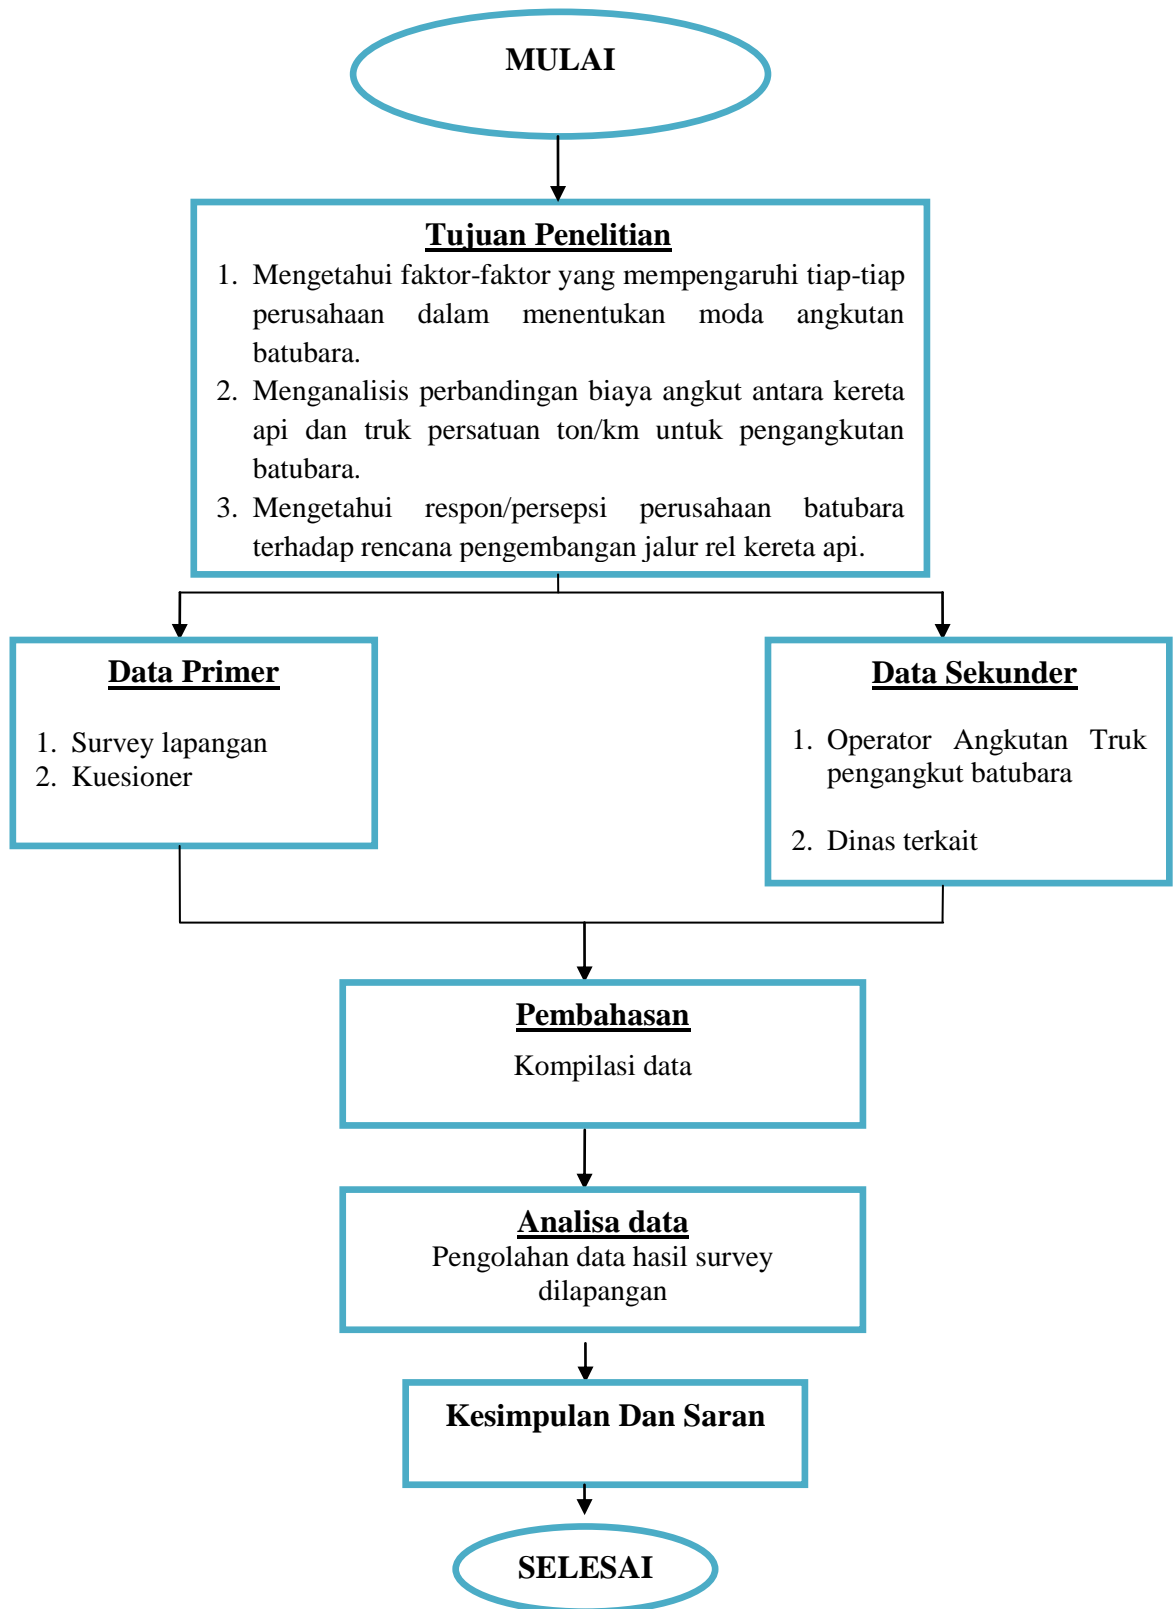 MULAI
Tujuan Penelitian
1. Mengetahui faktor-faktor yang mempengaruhi tiap-tiap
perusahaan dalam menentukan moda angkutan
batubara.
2. Menganalisis perbandingan biaya angkut antara kereta
api dan truk persatuan ton/km untuk pengangkutan
batubara.
3. Mengetahui respon/persepsi perusahaan batubara
terhadap rencana pengembangan jalur rel kereta api.
Data Primer
1. Survey lapangan
2. Kuesioner
Data Sekunder
1. Operator Angkutan Truk
pengangkut batubara
2. Dinas terkait
Pembahasan
Kompilasi data
Analisa data
Pengolahan data hasil survey
dilapangan
Kesimpulan Dan Saran
SELESAI